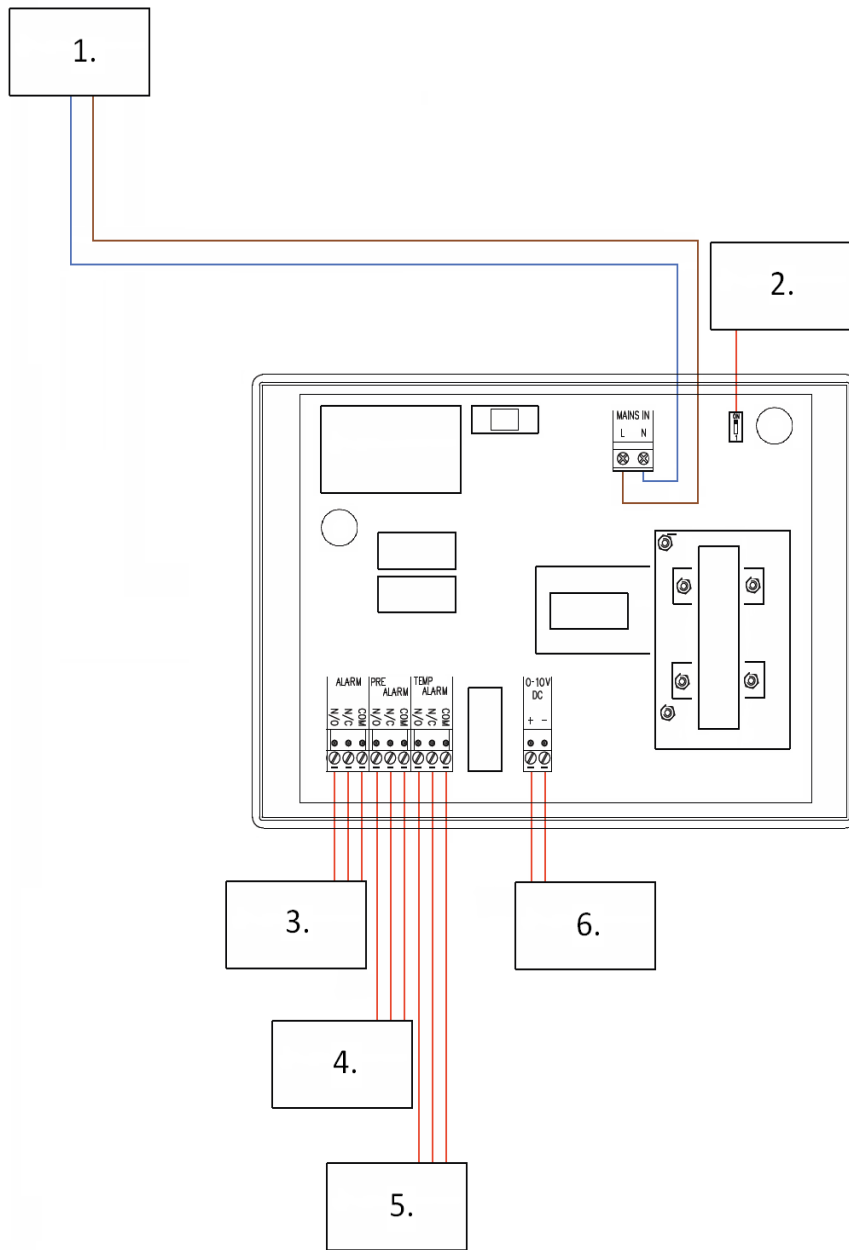 1.
2.
MAINS IN
L N
ON
1
ALARM
N/O N/C COM
PRE
ALARM
N/O N/C COM
TEMP
ALARM
N/O N/C COM
0-10V
DC
+ -
3.
6.
4.
5.